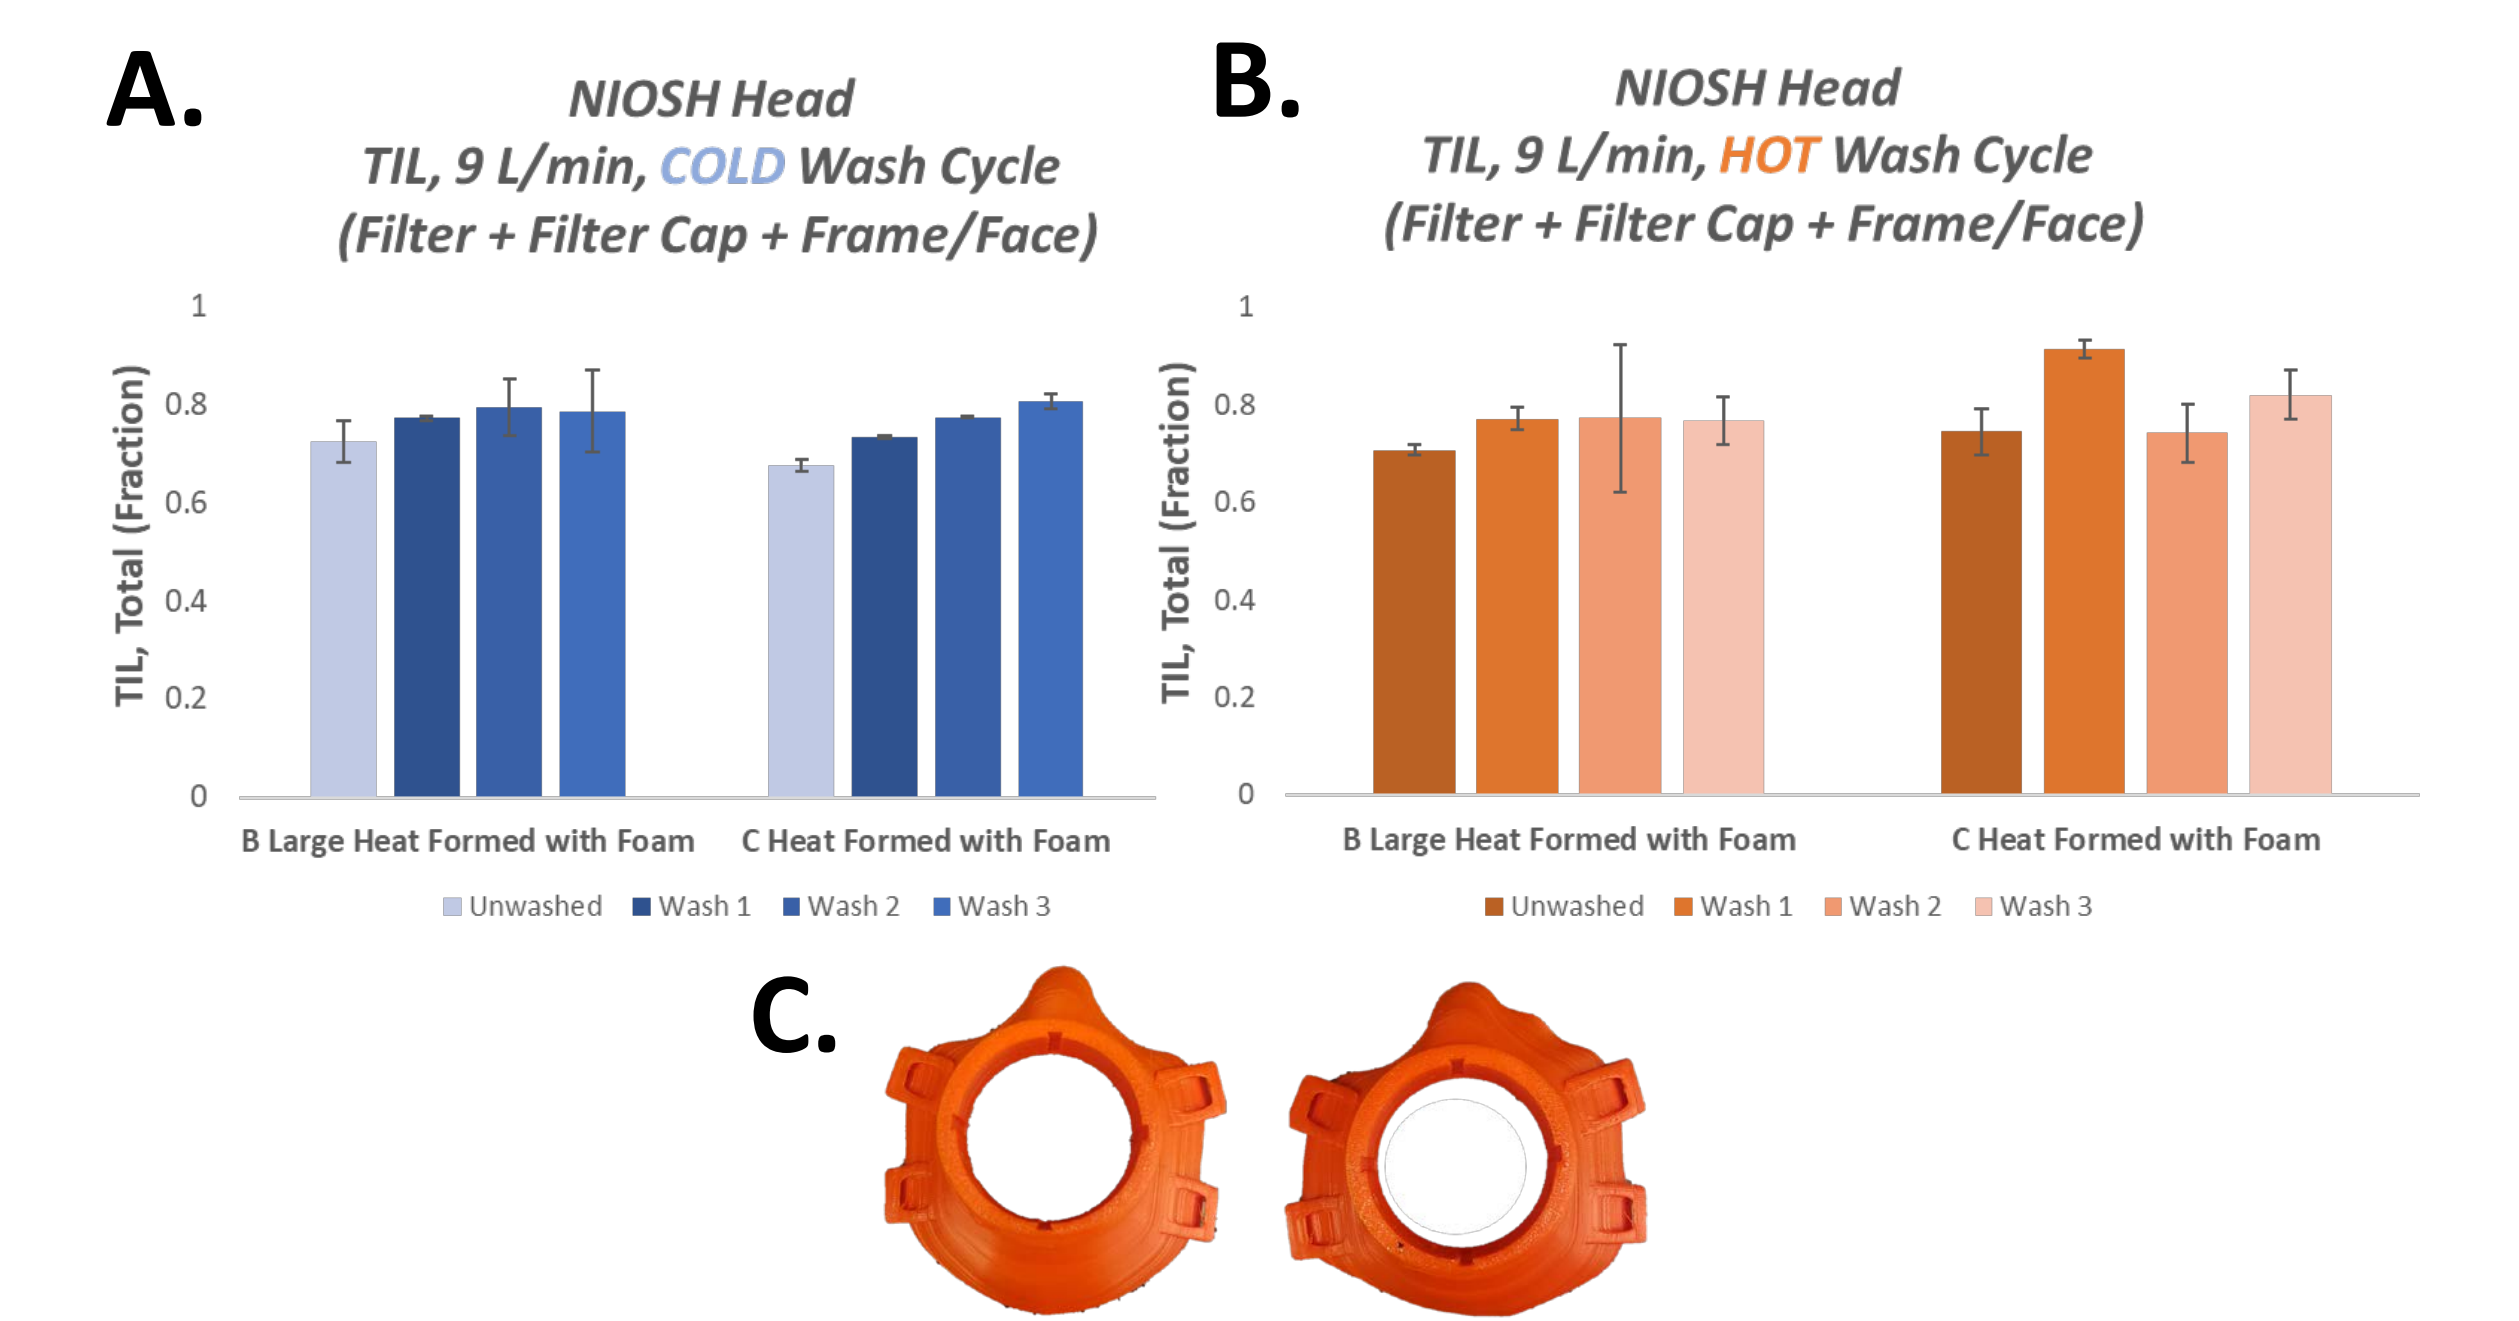 A.
NIOSH Head
TIL, 9 L/min, COLD Wash Cycle
(Filter + Filter Cap + Frame/Face)
TIL, Total (Fraction)
1
0.8
0.6
0.4
0.2
0
B Large Heat Formed with Foam
C Heat Formed with Foam
Unwashed
Wash 1
Wash 2
Wash 3
B.
NIOSH Head
TIL, 9 L/min, HOT Wash Cycle
(Filter + Filter Cap + Frame/Face)
TIL, Total (Fraction)
1
0.8
0.6
0.4
0.2
0
B Large Heat Formed with Foam
C Heat Formed with Foam
Unwashed
Wash 1
Wash 2
Wash 3
C.